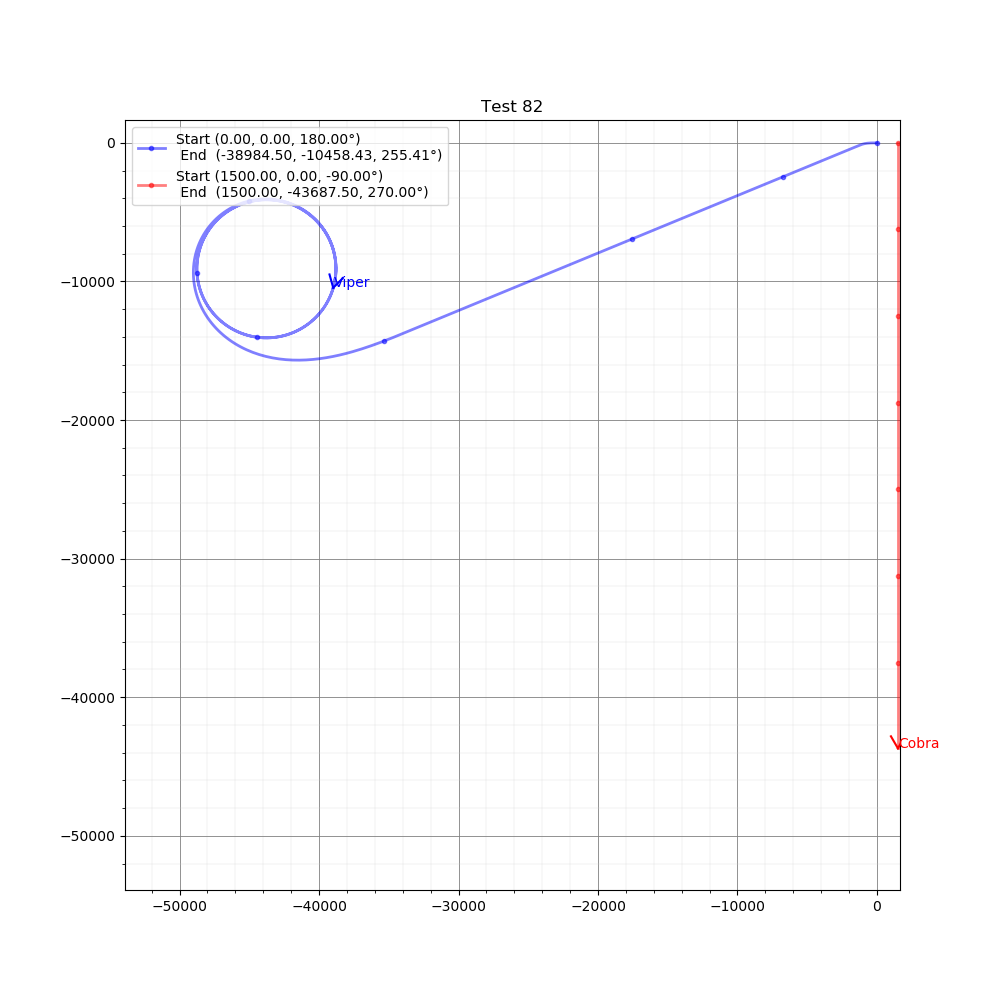 Test 82
Start (0.00, 0.00, 180.00°)
End (-38984.50, -10458.43, 255.41°)
Start (1500.00, 0.00, -90.00°)
End (1500.00, -43687.50, 270.00°)
0
−10000
−20000
−30000
−40000
−50000
Viper
Cobra
−50000
−40000
−30000
−20000
−10000
0